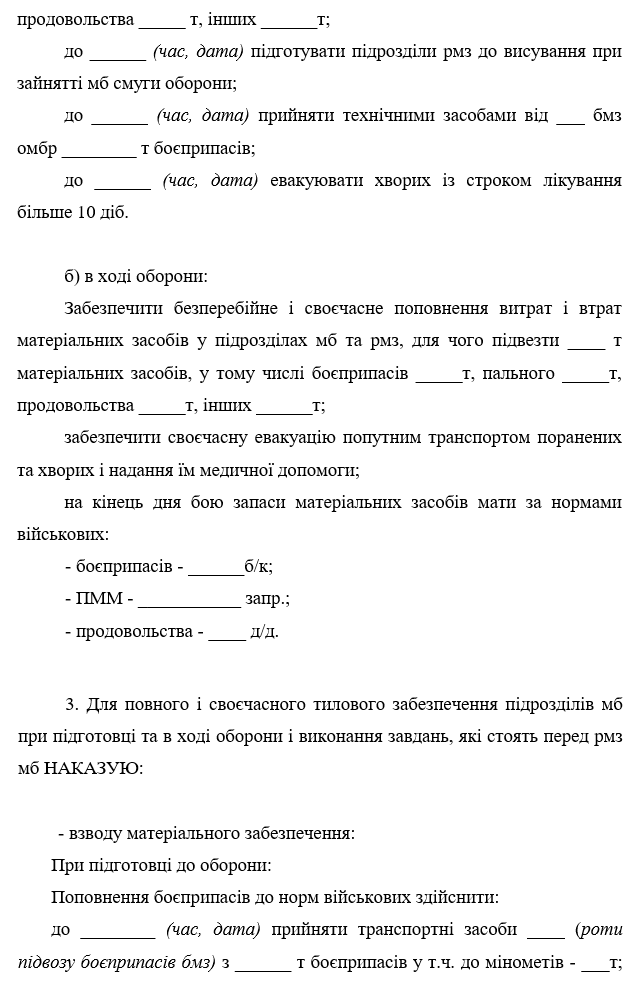 продовольства _____ т, інших ______т;
до ______ (час, дата) підготувати підрозділи рмз до висування при
зайнятті мб смуги оборони;
до ______ (час, дата) прийняти технічними засобами від ___ бмз
омбр ________ т боєприпасів;
до ______ (час, дата) евакуювати хворих із строком лікування
більше 10 діб.
б) в ході оборони:
Забезпечити безперебійне і своєчасне поповнення витрат і втрат
матеріальних засобів у підрозділах мб та рмз, для чого підвезти ____ т
матеріальних засобів, у тому числі боєприпасів _____т, пального _____т,
продовольства _____т, інших ______т;
забезпечити своєчасну евакуацію попутним транспортом поранених
та хворих і надання їм медичної допомоги;
на кінець дня бою запаси матеріальних засобів мати за нормами
військових:
- боєприпасів - ______б/к;
- ПММ - ___________ запр.;
- продовольства - ____ д/д.
3. Для повного і своєчасного тилового забезпечення підрозділів мб
при підготовці та в ході оборони і виконання завдань, які стоять перед рмз
мб НАКАЗУЮ:
- взводу матеріального забезпечення:
При підготовці до оборони:
Поповнення боєприпасів до норм військових здійснити:
до ________ (час, дата) прийняти транспортні засоби ____ (роти
підвозу боєприпасів бмз) з ______ т боєприпасів у т.ч. до мінометів - ___т;